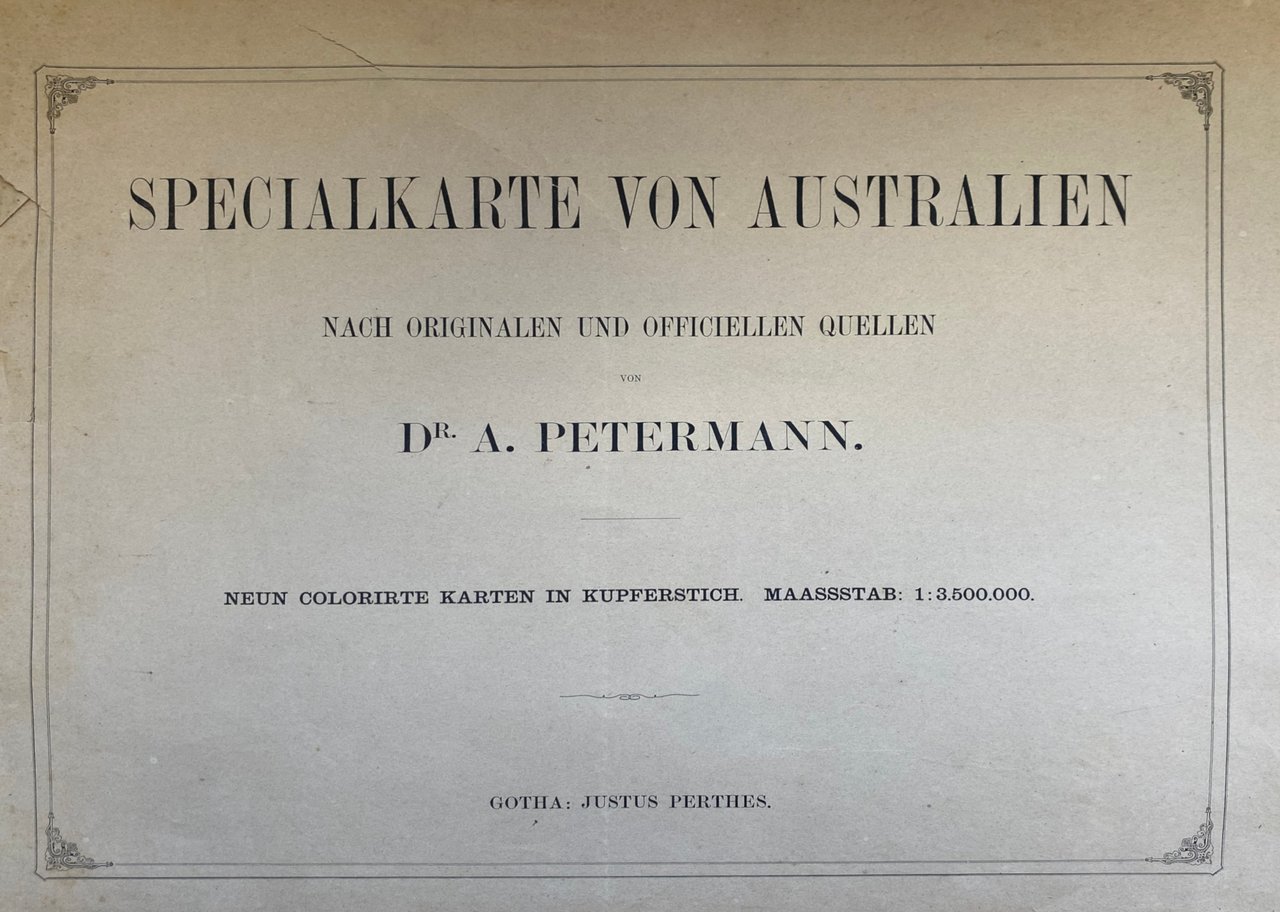 SPECIALKARTE VON AUSTRALIEN
NACH ORIGINALEN UND OFFICIELLEN QUELLEN
VON
DR. A. PETERMANN.
NEUN COLORIRTE KARTEN IN KUPFERSTICH. MAASSSTAB: 1:3.500.000.
GOTHA: JUSTUS PERTHES.